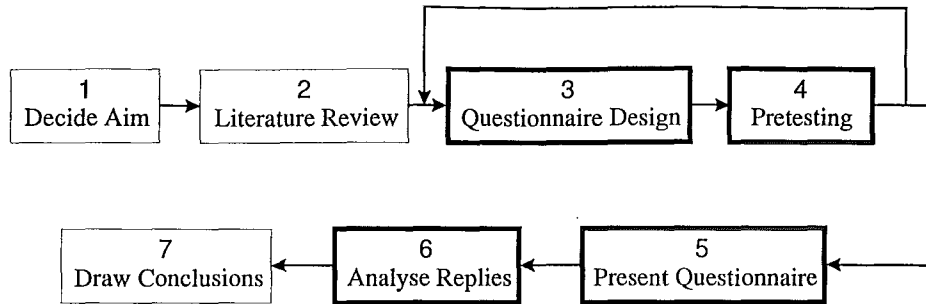 1
Decide Aim
2
Literature Review
3
Questionnaire Design
4
Pretesting
7
Draw Conclusions
6
Analyse Replies
5
Present Questionnaire